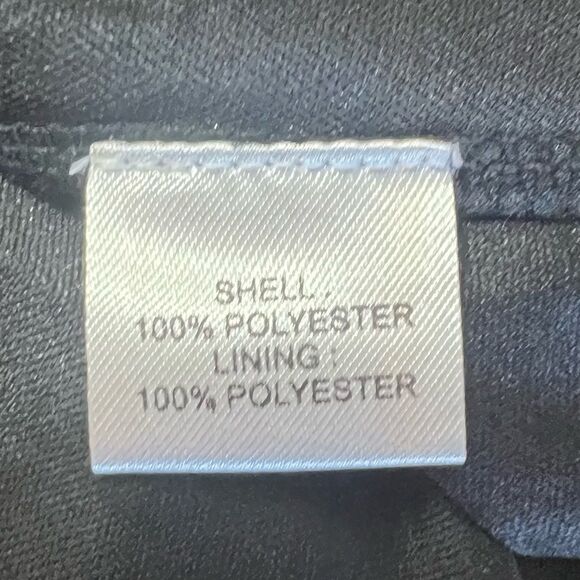 SHELL :
100% POLYESTER
LINING :
100% POLYESTER